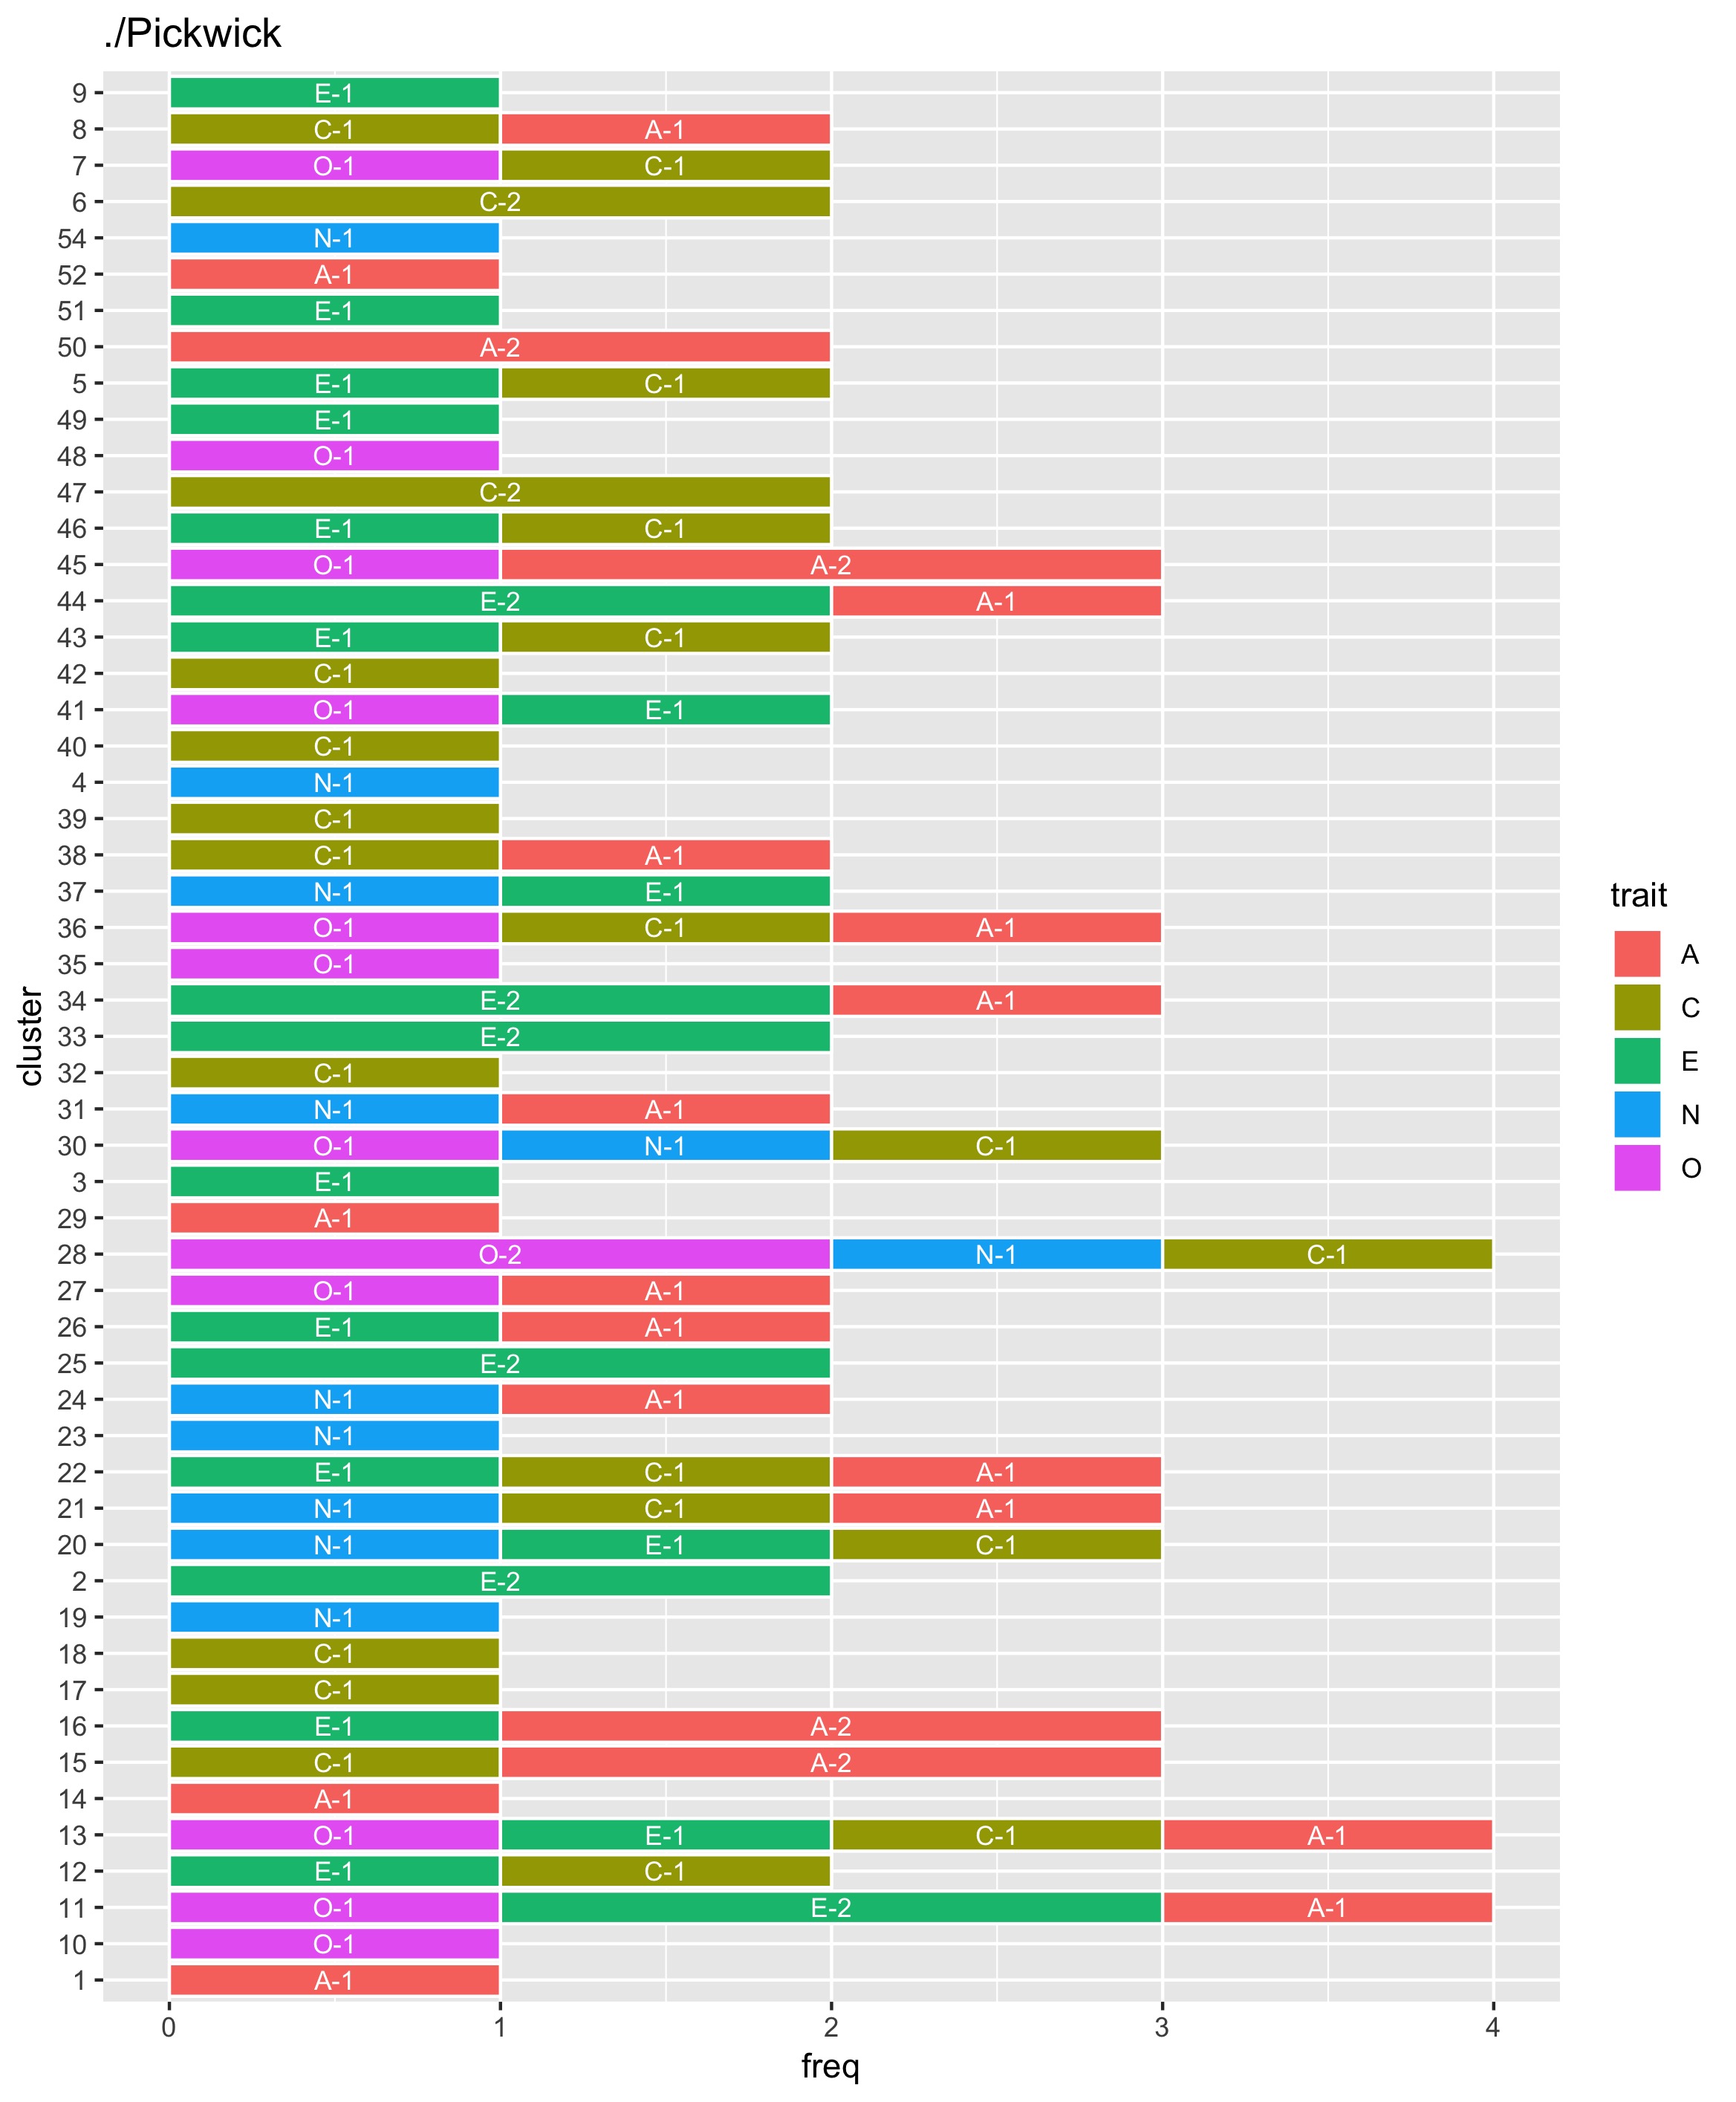 ./Pickwick
9 E-1
8 C-1 A-1
7 O-1 C-1
6 C-2
54 N-1
52 A-1
51 E-1
50 A-2
5 E-1 C-1
49 E-1
48 O-1
47 C-2
46 E-1 C-1
45 O-1 A-2
44 E-2 A-1
43 E-1 C-1
42 C-1
41 O-1 E-1
40 C-1
4 N-1
39 C-1
38 C-1 A-1
37 N-1 E-1
36 O-1 C-1 A-1
35 O-1
34 E-2 A-1
33 E-2
32 C-1
31 N-1 A-1
30 O-1 N-1 C-1
3 E-1
29 A-1
28 O-2 N-1 C-1
27 O-1 A-1
26 E-1 A-1
25 E-2
24 N-1 A-1
23 N-1
22 E-1 C-1 A-1
21 N-1 C-1 A-1
20 N-1 E-1 C-1
2 E-2
19 N-1
18 C-1
17 C-1
16 E-1 A-2
15 C-1 A-2
14 A-1
13 O-1 E-1 C-1 A-1
12 E-1 C-1
11 O-1 E-2 A-1
10 O-1
1 A-1
0 1 2 3 4
freq
cluster
trait
A
C
E
N
O